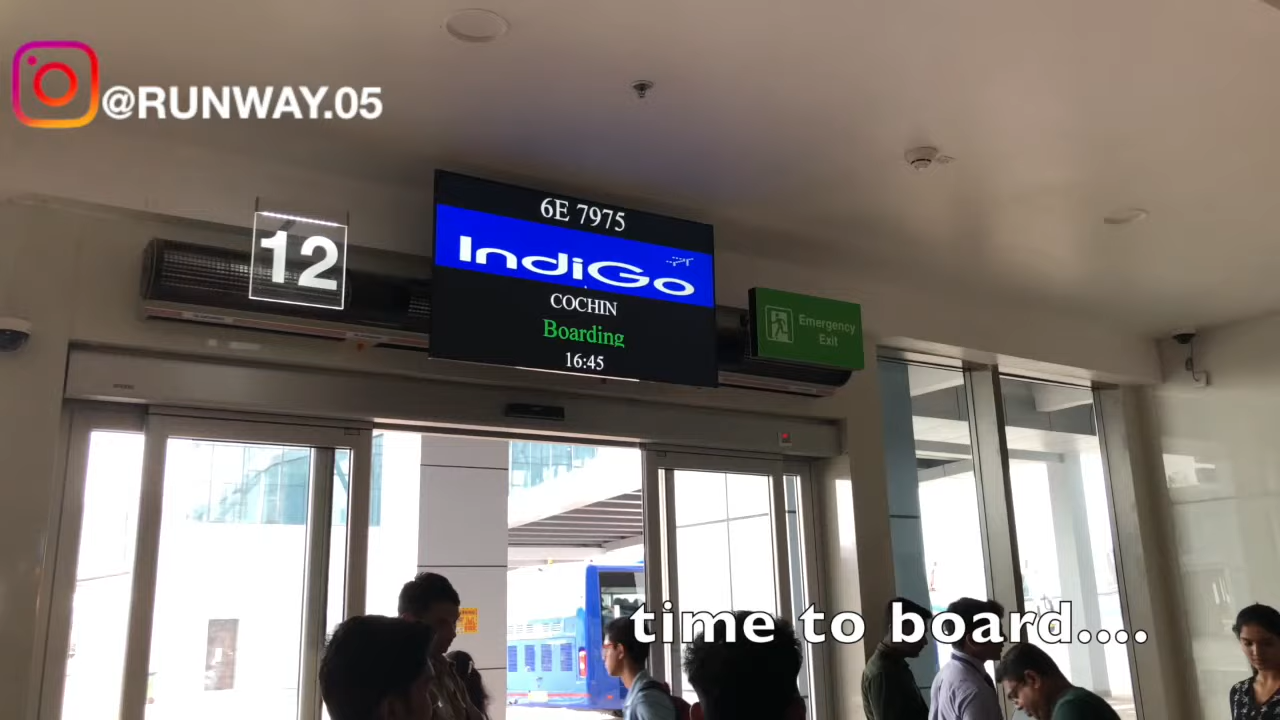 @RUNWAY.05
12
6E 7975
IndiGo
COCHIN
Boarding
16:45
Emergency
Exit
time to board....